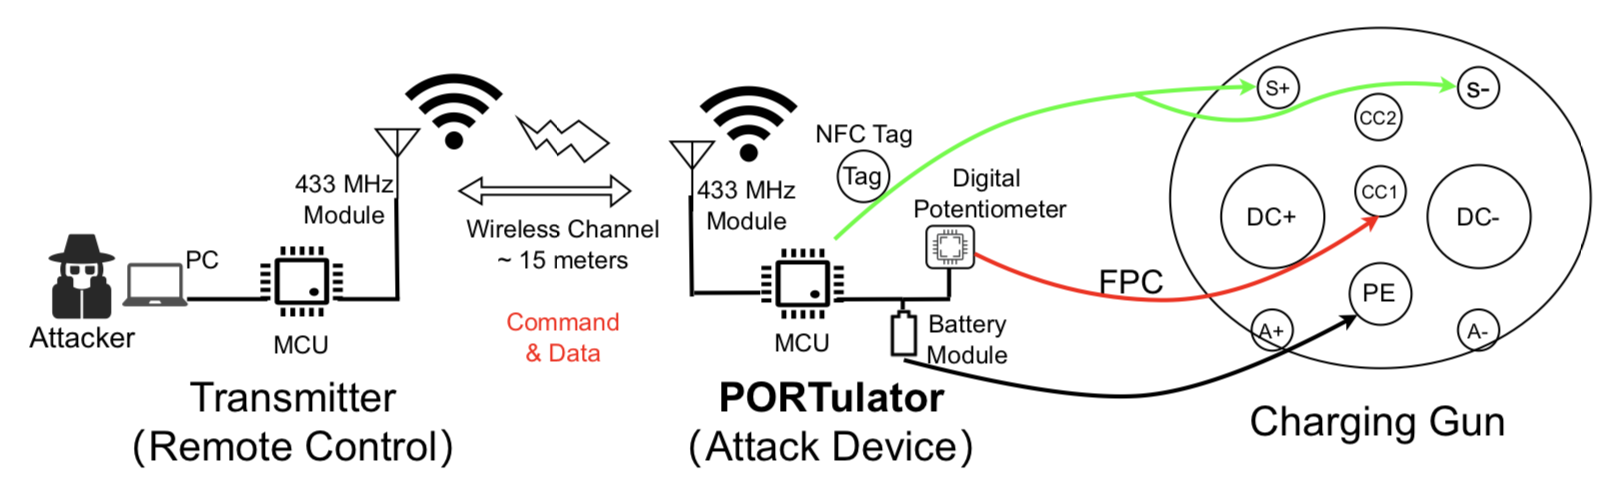 PC
433 MHz
Module
Attacker
MCU
Transmitter
(Remote Control)
Wireless Channel
~ 15 meters
Command
& Data
433 MHz
Module
NFC Tag
Tag
Digital
Potentiometer
MCU
Battery
Module
FPC
PORTulator
(Attack Device)
S+
S-
CC2
CC1
DC+
DC-
PE
A+
A-
Charging Gun